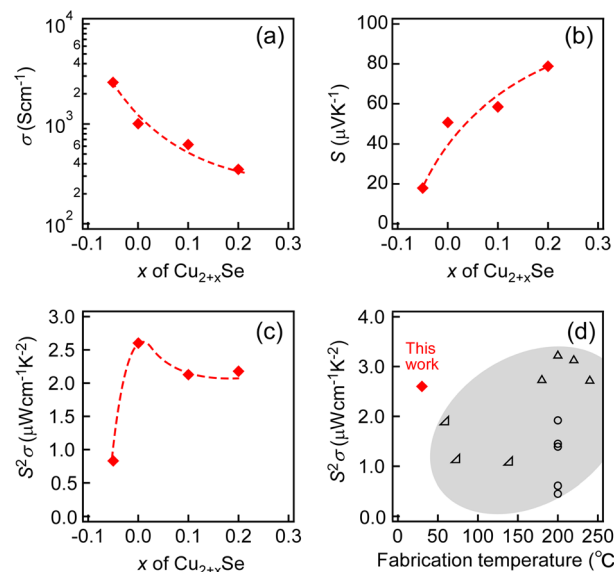 (a)
σ (Scm⁻¹)
10⁴
6
4
2
10³
6
4
2
10²
-0.1 0.0 0.1 0.2 0.3
x of Cu₂₊ₓSe
(b)
S (μVK⁻¹)
100
80
60
40
20
0
-0.1 0.0 0.1 0.2 0.3
x of Cu₂₊ₓSe
(c)
S²σ (μWcm⁻¹K⁻²)
3.0
2.5
2.0
1.5
1.0
0.5
0.0
-0.1 0.0 0.1 0.2 0.3
x of Cu₂₊ₓSe
(d)
S²σ (μWcm⁻¹K⁻²)
4.0
3.0
2.0
1.0
0.0
This
work
0 50 100 150 200 250
Fabrication temperature (°C)